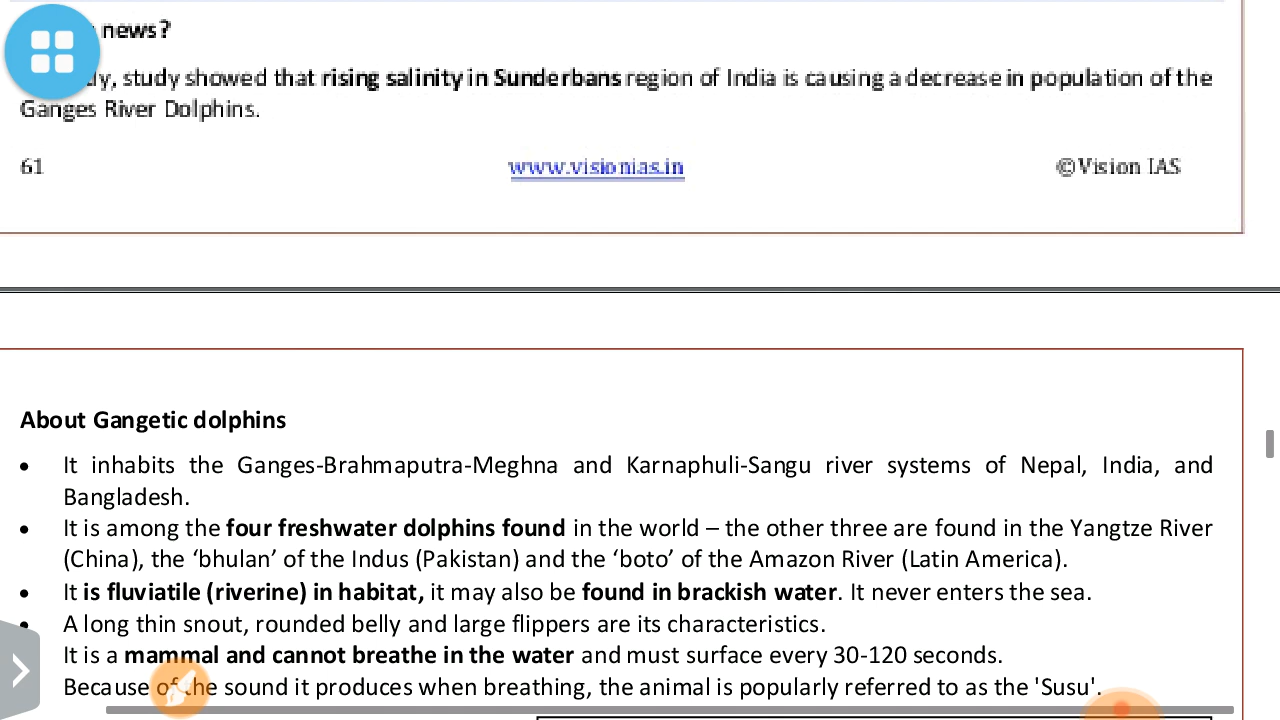 news?
study showed that rising salinity in Sunderbans region of India is causing a decrease in population of the
Ganges River Dolphins.
61 www.visionias.in ©Vision IAS
About Gangetic dolphins
• It inhabits the Ganges-Brahmaputra-Meghna and Karnaphuli-Sangu river systems of Nepal, India, and
Bangladesh.
• It is among the four freshwater dolphins found in the world – the other three are found in the Yangtze River
(China), the ‘bhulan’ of the Indus (Pakistan) and the ‘boto’ of the Amazon River (Latin America).
• It is fluviatile (riverine) in habitat, it may also be found in brackish water. It never enters the sea.
• A long thin snout, rounded belly and large flippers are its characteristics.
It is a mammal and cannot breathe in the water and must surface every 30-120 seconds.
Because of the sound it produces when breathing, the animal is popularly referred to as the 'Susu'.